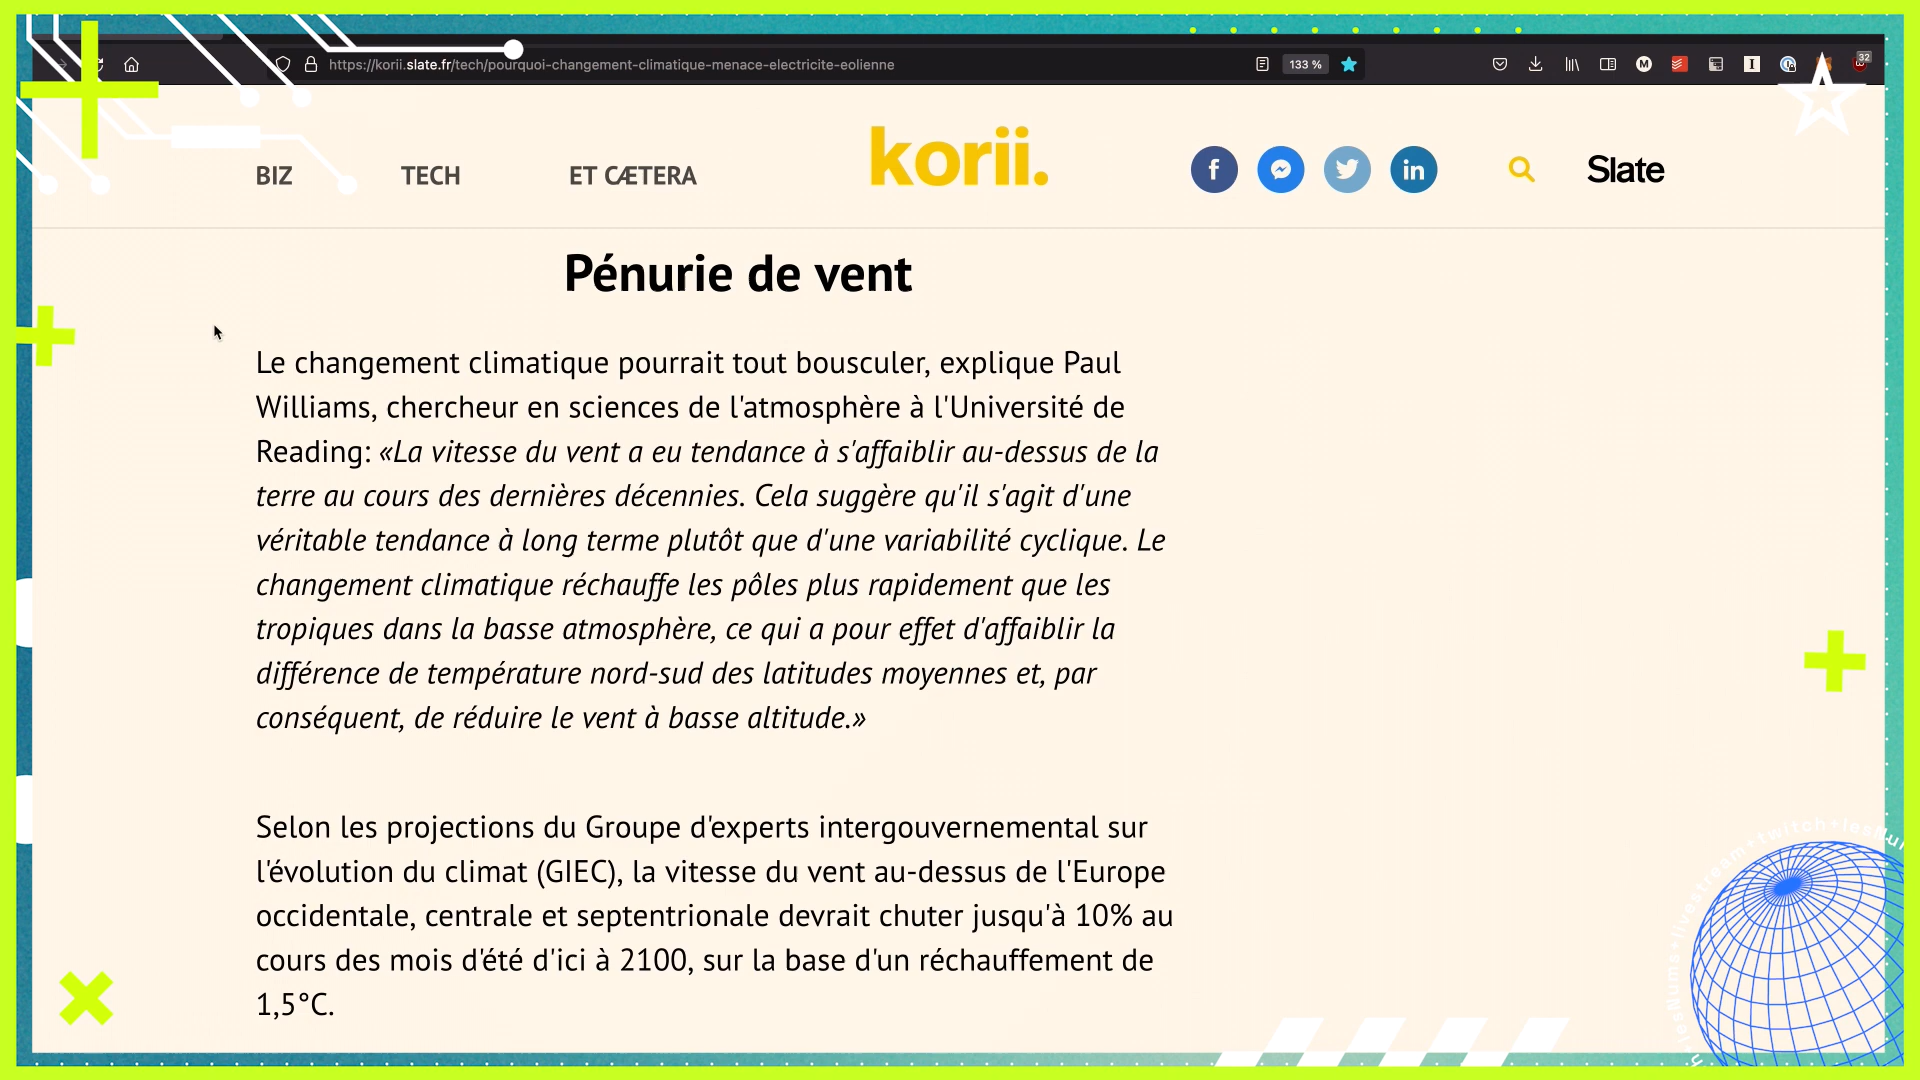 https://korii.slate.fr/tech/pourquoi-changement-climatique-menace-electricite-eolienne
133 %
32
BIZ
TECH
ET CÆTERA
korii.
Slate
Pénurie de vent
Le changement climatique pourrait tout bousculer, explique Paul
Williams, chercheur en sciences de l'atmosphère à l'Université de
Reading: «La vitesse du vent a eu tendance à s'affaiblir au-dessus de la
terre au cours des dernières décennies. Cela suggère qu'il s'agit d'une
véritable tendance à long terme plutôt que d'une variabilité cyclique. Le
changement climatique réchauffe les pôles plus rapidement que les
tropiques dans la basse atmosphère, ce qui a pour effet d'affaiblir la
différence de température nord-sud des latitudes moyennes et, par
conséquent, de réduire le vent à basse altitude.»
Selon les projections du Groupe d'experts intergouvernemental sur
l'évolution du climat (GIEC), la vitesse du vent au-dessus de l'Europe
occidentale, centrale et septentrionale devrait chuter jusqu'à 10% au
cours des mois d'été d'ici à 2100, sur la base d'un réchauffement de
1,5°C.
lesNums+livestream+twitch+lesNu